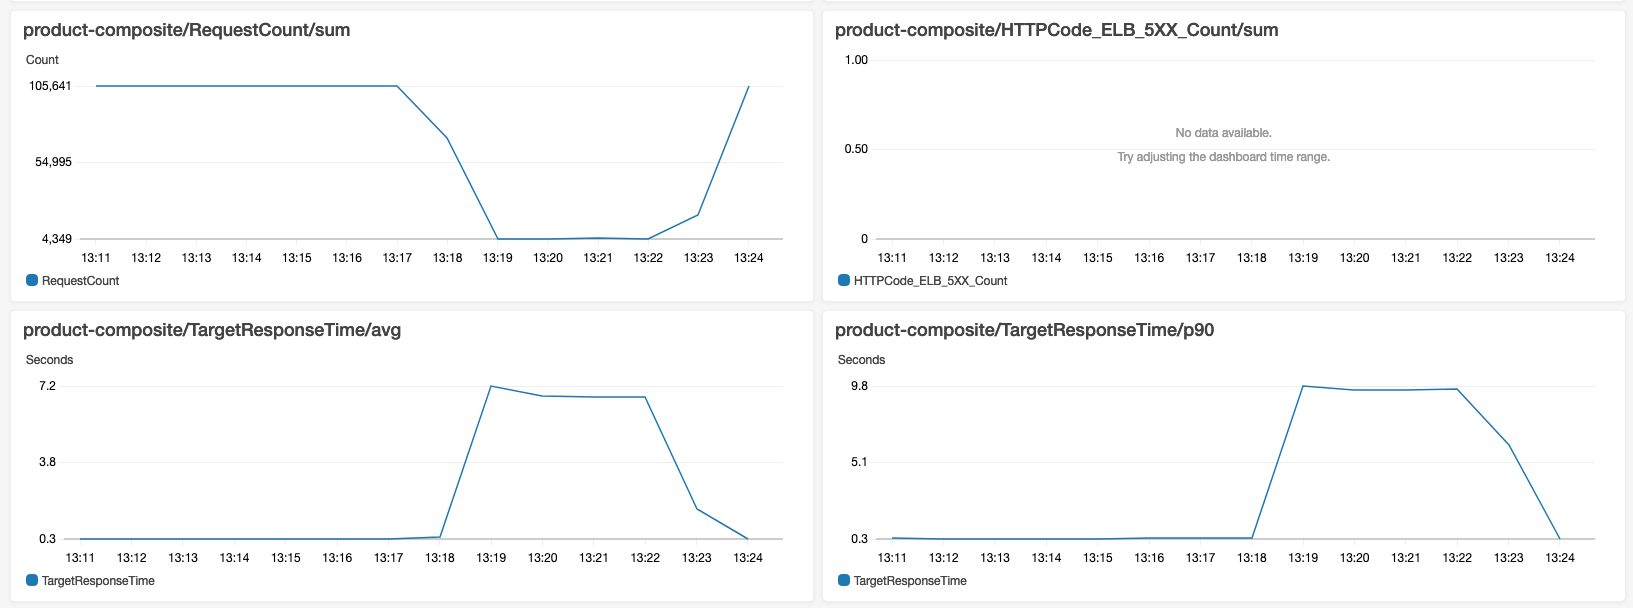 product-composite/RequestCount/sum
Count
105,641
54,995
4,349
13:11 13:12 13:13 13:14 13:15 13:16 13:17 13:18 13:19 13:20 13:21 13:22 13:23 13:24
RequestCount
product-composite/HTTPCode_ELB_5XX_Count/sum
1.00
No data available.
0.50
Try adjusting the dashboard time range.
0
13:11 13:12 13:13 13:14 13:15 13:16 13:17 13:18 13:19 13:20 13:21 13:22 13:23 13:24
HTTPCode_ELB_5XX_Count
product-composite/TargetResponseTime/avg
Seconds
7.2
3.8
0.3
13:11 13:12 13:13 13:14 13:15 13:16 13:17 13:18 13:19 13:20 13:21 13:22 13:23 13:24
TargetResponseTime
product-composite/TargetResponseTime/p90
Seconds
9.8
5.1
0.3
13:11 13:12 13:13 13:14 13:15 13:16 13:17 13:18 13:19 13:20 13:21 13:22 13:23 13:24
TargetResponseTime